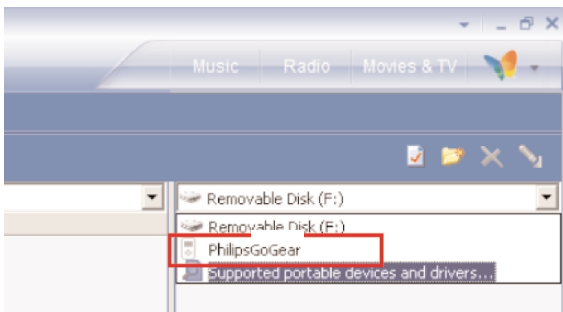 Music Radio Movies & TV
Removable Disk (F:)
Removable Disk (F:)
PhilipsGoGear
Supported portable devices and drivers...